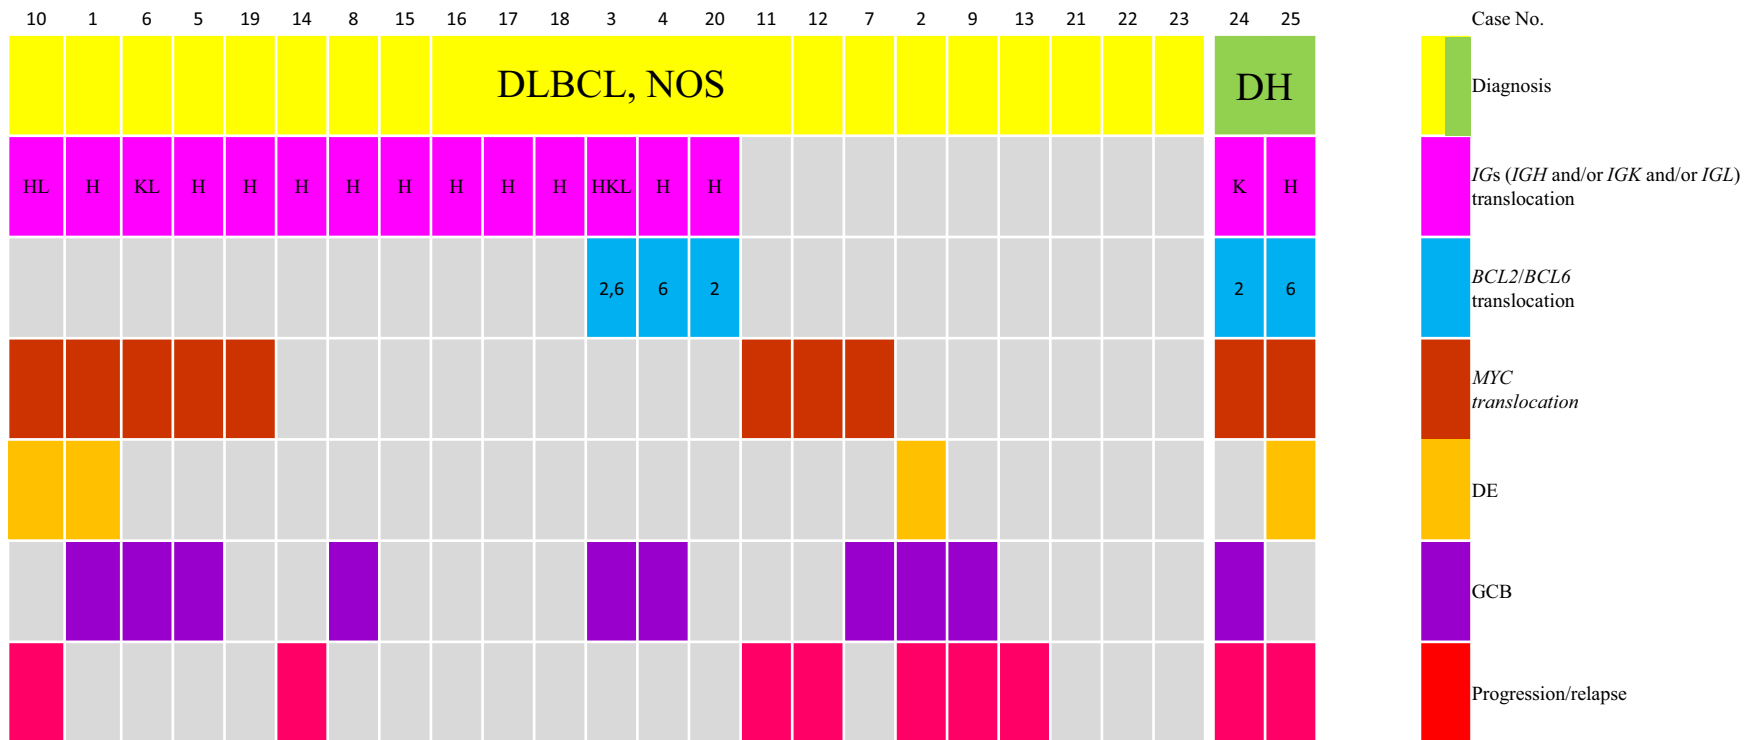 10 1 6 5 19 14 8 15 16 17 18 3 4 20 11 12 7 2 9 13 21 22 23 24 25 Case No.
DLBCL, NOS DH Diagnosis
HL H KL H H H H H H H H HKL H H K H IGs (IGH and/or IGK and/or IGL)
translocation
2,6 6 2 2 6 BCL2/BCL6
translocation
MYC
translocation
DE
GCB
Progression/relapse